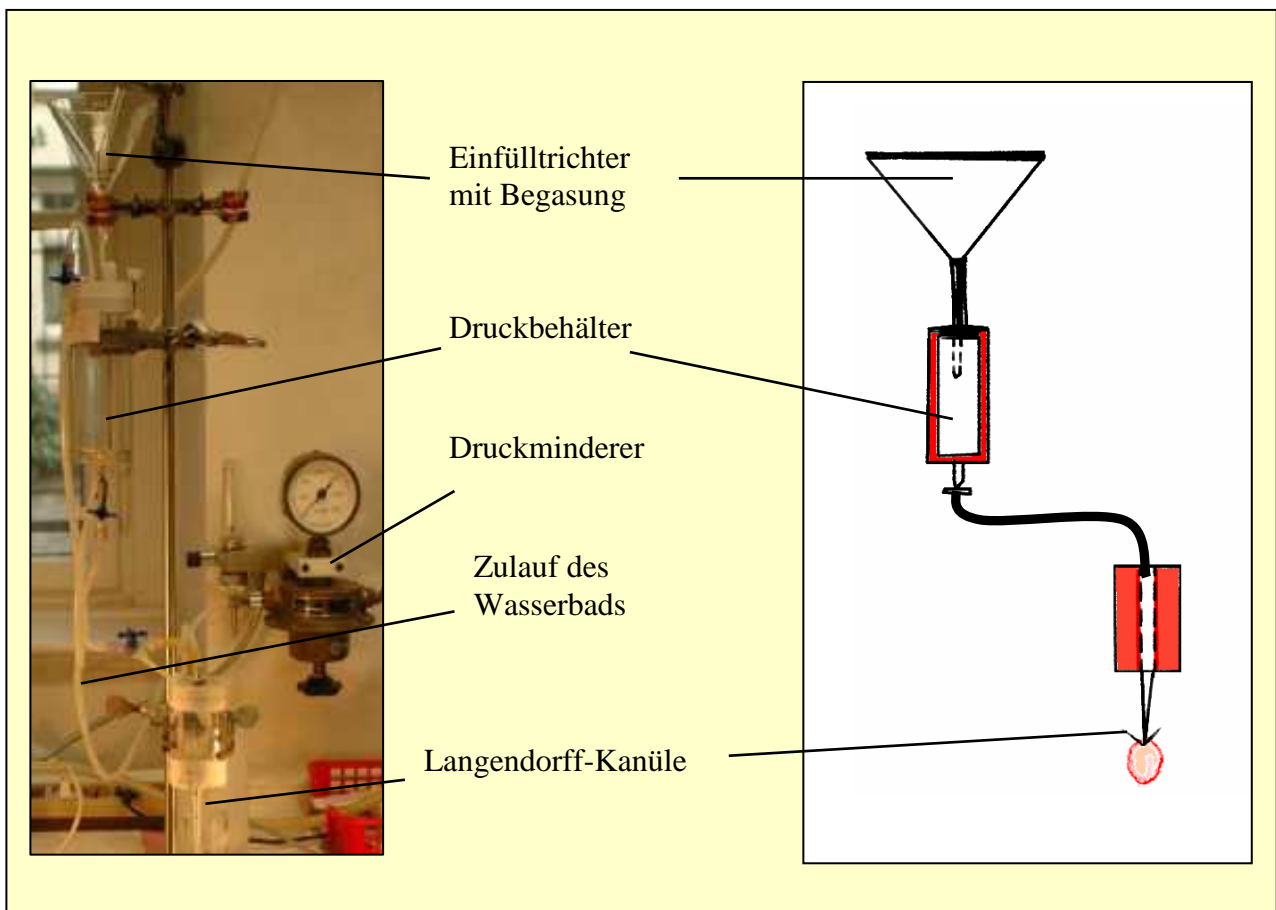 Einfülltrichter
mit Begasung
Druckbehälter
Druckminderer
Zulauf des
Wasserbads
Langendorff-Kanüle